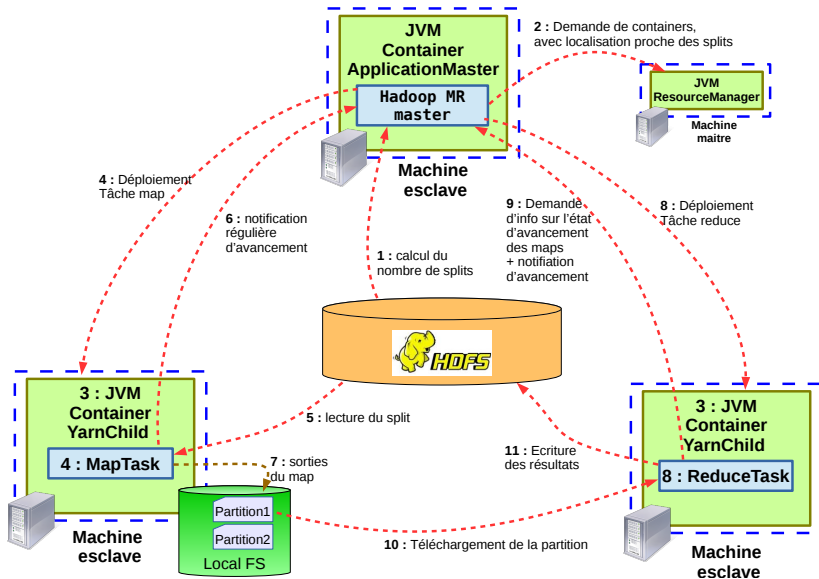 JVM
Container
ApplicationMaster
Hadoop MR
master
Machine
esclave
2 : Demande de containers,
avec localisation proche des splits
JVM
ResourceManager
Machine
maitre
4 : Déploiement
Tâche map
6 : notification
régulière
d'avancement
1 : calcul du
nombre de splits
9 : Demande
d'info sur l'état
d'avancement
des maps
+ notifiation
d'avancement
8 : Déploiement
Tâche reduce
HDFS
3 : JVM
Container
YarnChild
4 : MapTask
Machine
esclave
5 : lecture du split
7 : sorties
du map
Partition1
Partition2
Local FS
11 : Ecriture
des résultats
10 : Téléchargement de la partition
3 : JVM
Container
YarnChild
8 : ReduceTask
Machine
esclave